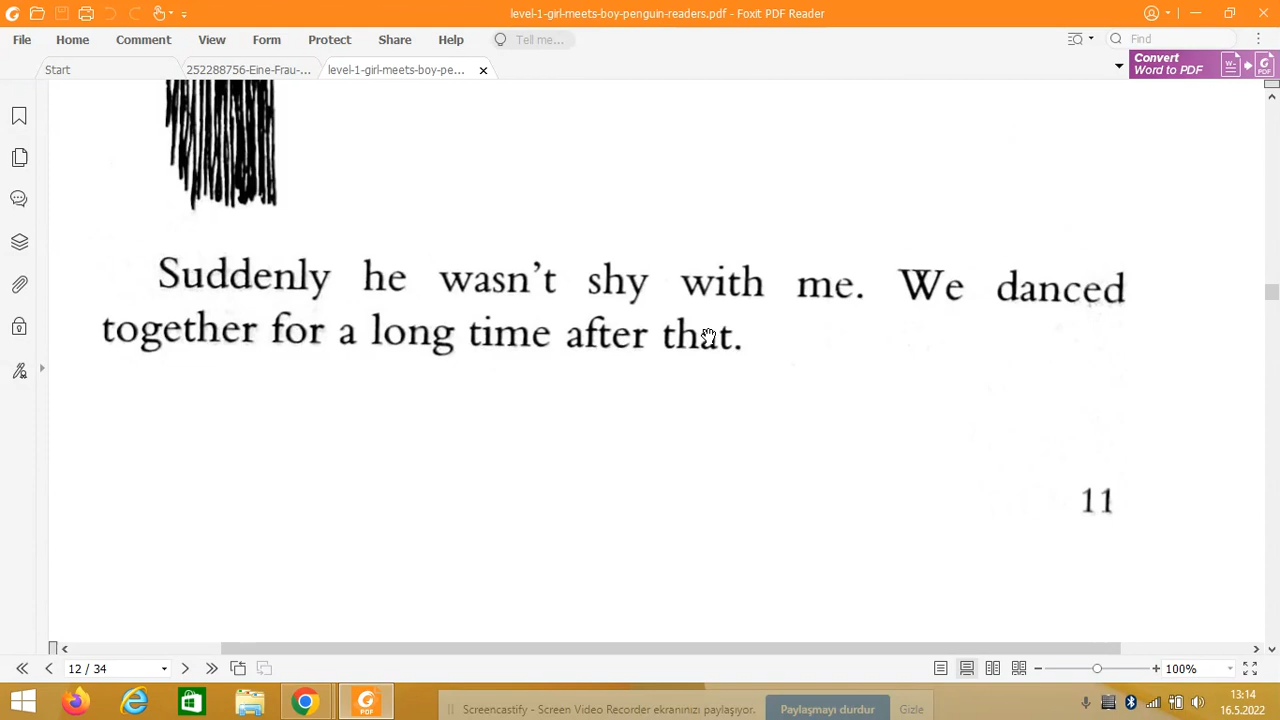 level-1-girl-meets-boy-penguin-readers.pdf - Foxit PDF Reader
File Home Comment View Form Protect Share Help Tell me... Find
Start 252288756-Eine-Frau-... level-1-girl-meets-boy-pe... Convert
Word to PDF
Suddenly he wasn't shy with me. We danced
together for a long time after that.
11
12 / 34 100%
Screencastify - Screen Video Recorder ekranınızı paylaşıyor. Paylaşmayı durdur Gizle
13:14
16.5.2022